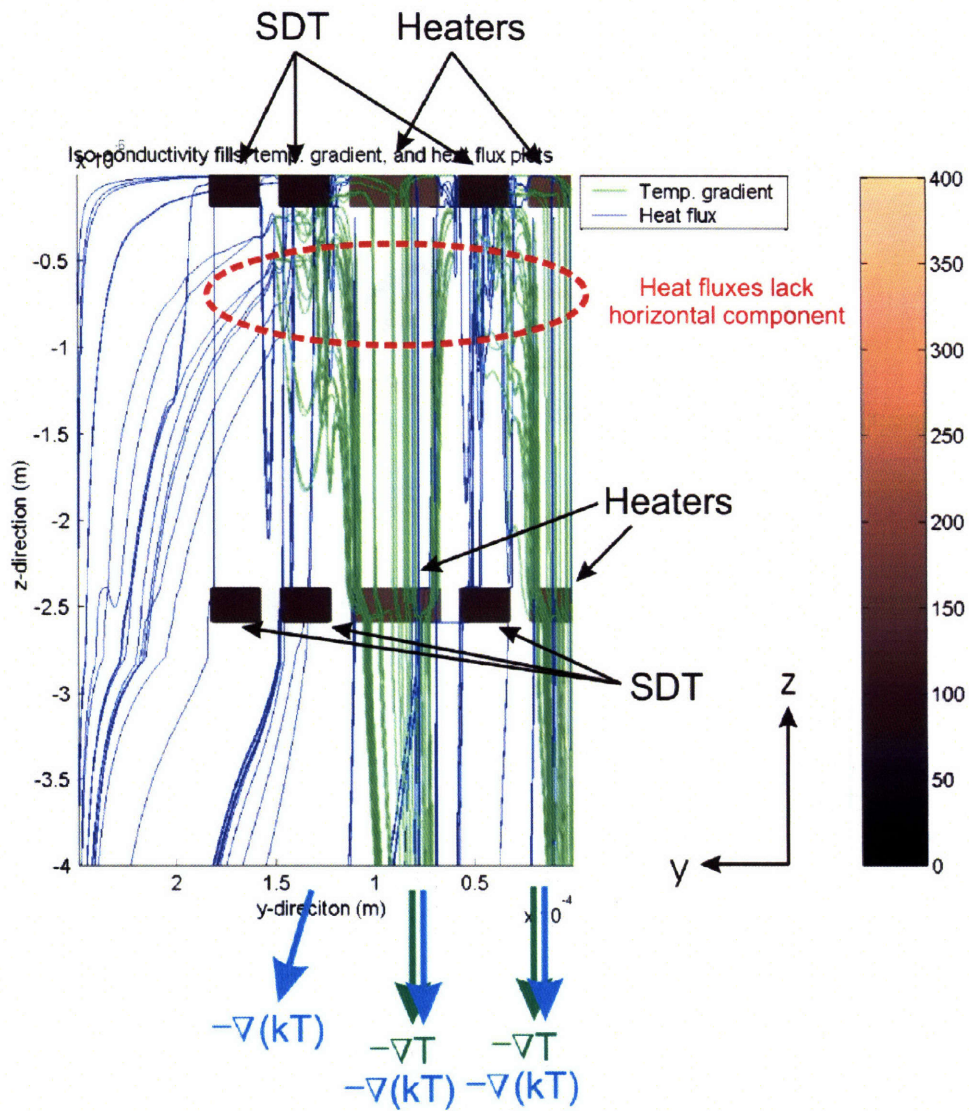 SDT Heaters
x 10-6
Iso-conductivity fills, temp. gradient, and heat flux plots
Temp. gradient
Heat flux
Heat fluxes lack
horizontal component
-0.5
-1
-1.5
-2
-2.5
-3
-3.5
-4
z-direction (m)
2 1.5 1 0.5
y-direciton (m)
x 10-4
Heaters
SDT
z
y
400
350
300
250
200
150
100
50
0
−∇(kT)
−∇T
−∇(kT)
−∇T
−∇(kT)